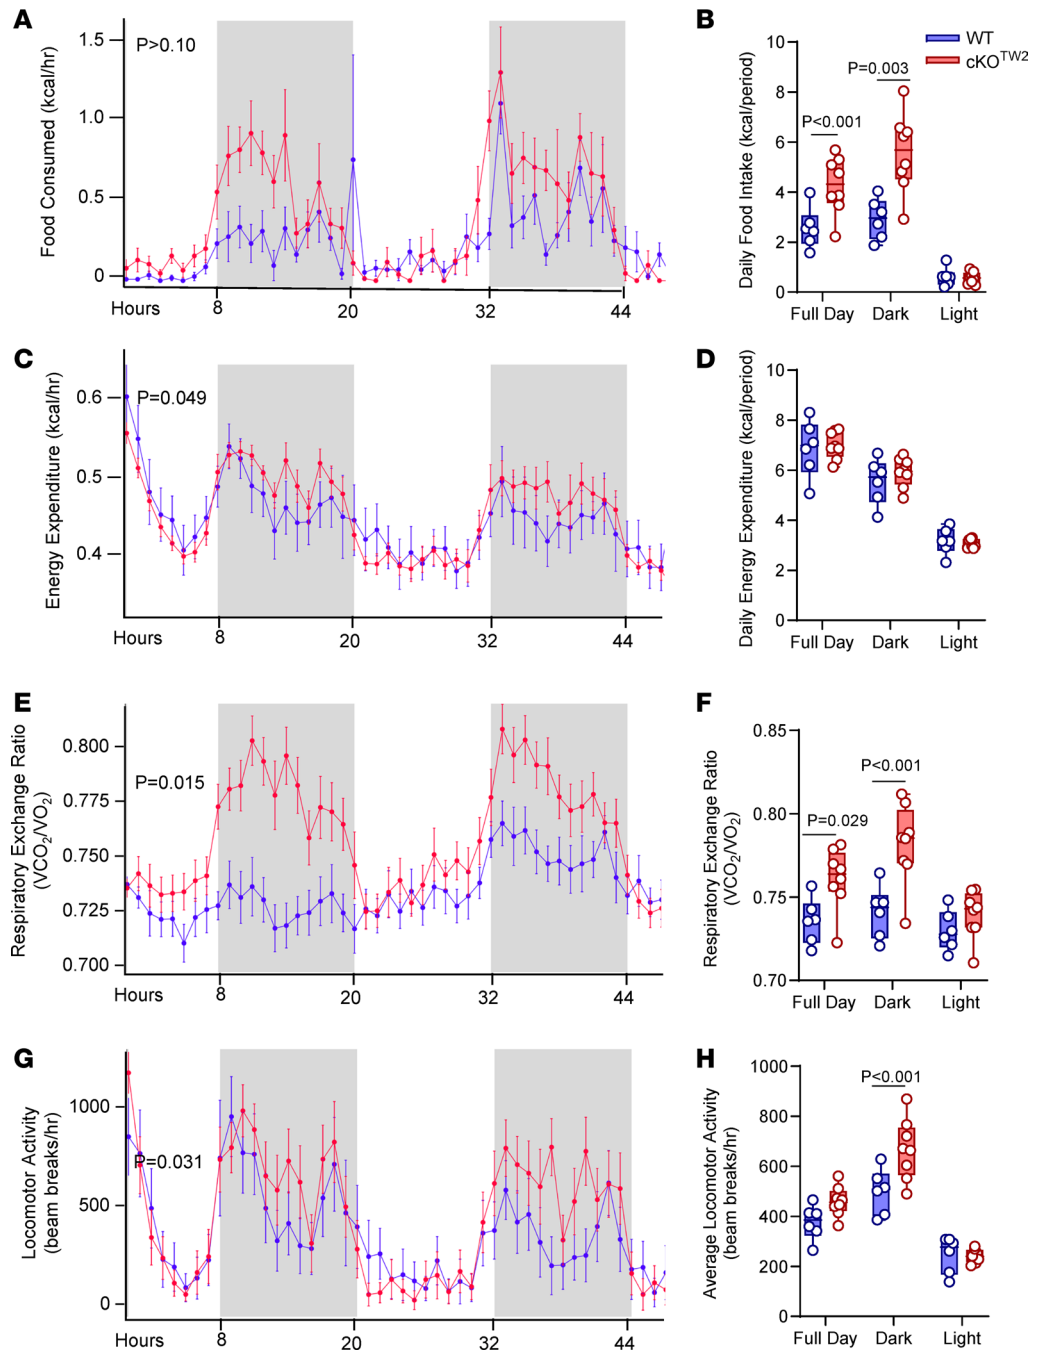 A
Food Consumed (kcal/hr)
1.5
1.0
0.5
0
P>0.10
Hours
8
20
32
44
B
Daily Food Intake (kcal/period)
10
8
6
4
2
0
WT
cKOTW2
P<0.001
P=0.003
Full Day
Dark
Light
C
Energy Expenditure (kcal/hr)
0.6
0.5
0.4
P=0.049
Hours
8
20
32
44
D
Daily Energy Expenditure (kcal/period)
10
8
6
4
2
0
Full Day
Dark
Light
E
Respiratory Exchange Ratio
(VCO2/VO2)
0.800
0.775
0.750
0.725
0.700
P=0.015
Hours
8
20
32
44
F
Respiratory Exchange Ratio
(VCO2/VO2)
0.85
0.80
0.75
0.70
P=0.029
P<0.001
Full Day
Dark
Light
G
Locomotor Activity
(beam breaks/hr)
1000
500
0
P=0.031
Hours
8
20
32
44
H
Average Locomotor Activity
(beam breaks/hr)
1000
800
600
400
200
0
P<0.001
Full Day
Dark
Light